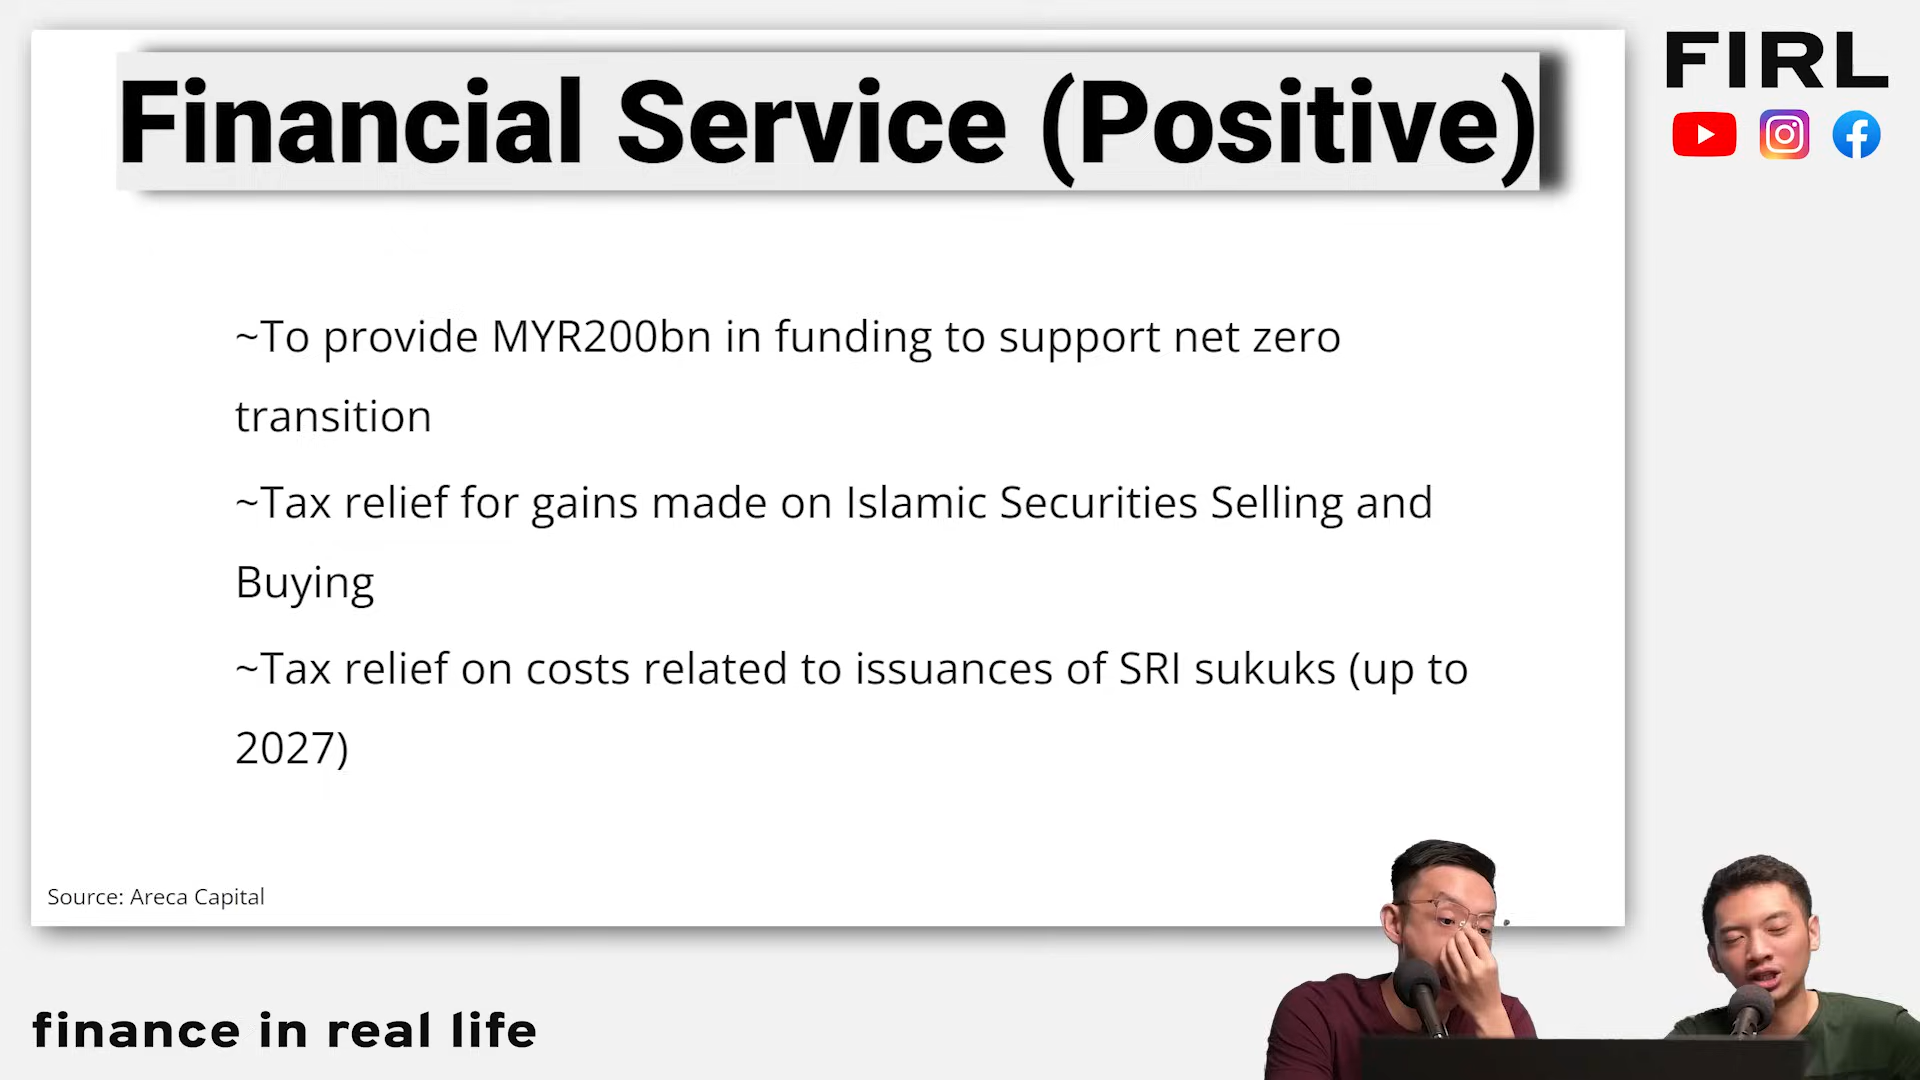 Financial Service (Positive)
FIRL
~To provide MYR200bn in funding to support net zero
transition
~Tax relief for gains made on Islamic Securities Selling and
Buying
~Tax relief on costs related to issuances of SRI sukuks (up to
2027)
Source: Areca Capital
finance in real life